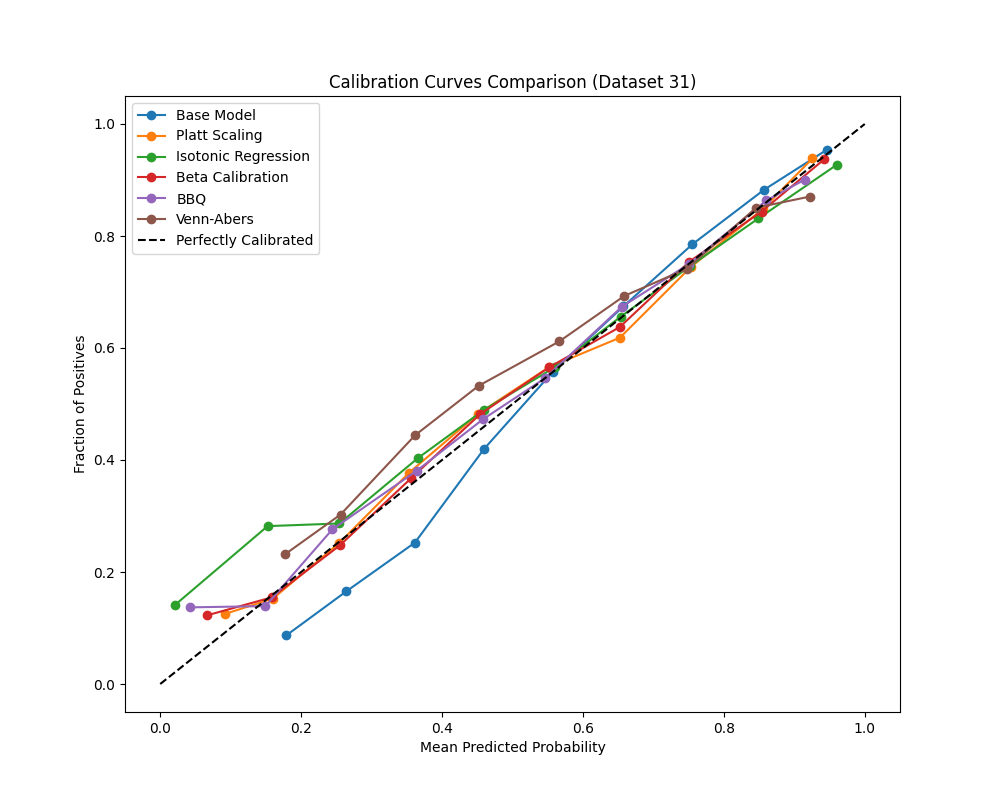 Calibration Curves Comparison (Dataset 31)
Base Model
Platt Scaling
Isotonic Regression
Beta Calibration
BBQ
Venn-Abers
Perfectly Calibrated
1.0
0.8
0.6
0.4
0.2
0.0
Fraction of Positives
0.0 0.2 0.4 0.6 0.8 1.0
Mean Predicted Probability